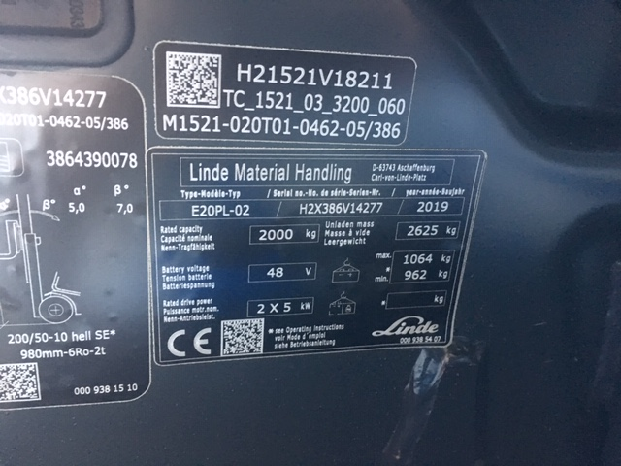 H21521V18211
TC_1521_03_3200_060
M1521-020T01-0462-05/386
X386V14277
020T01-0462-05/386
3864390078
α° β°
β° 5,0 7,0
200/50-10 hell SE*
980mm-6Ro-2t
000 938 15 10
Linde Material Handling
D-63743 Aschaffenburg
Carl-von-Linde-Platz
Type-Modèle-Typ / Serial no.-No. de série-Serien-Nr. / year-année-Baujahr
E20PL-02 / H2X386V14277 / 2019
Rated capacity
Capacité nominale
Nenn-Tragfähigkeit
2000 kg
Unladen mass
Masse à vide
Leergewicht
2625 kg
Battery voltage
Tension batterie
Batteriespannung
48 V
max. 1064 kg
*
min. 962 kg
Rated drive power
Puissance motr.nom.
Nenn-Antriebsleist.
2 X 5 kW
* kg
CE
* see Operating Instructions
voir Mode d'emploi
siehe Betriebsanleitung
Linde
001 938 54 07